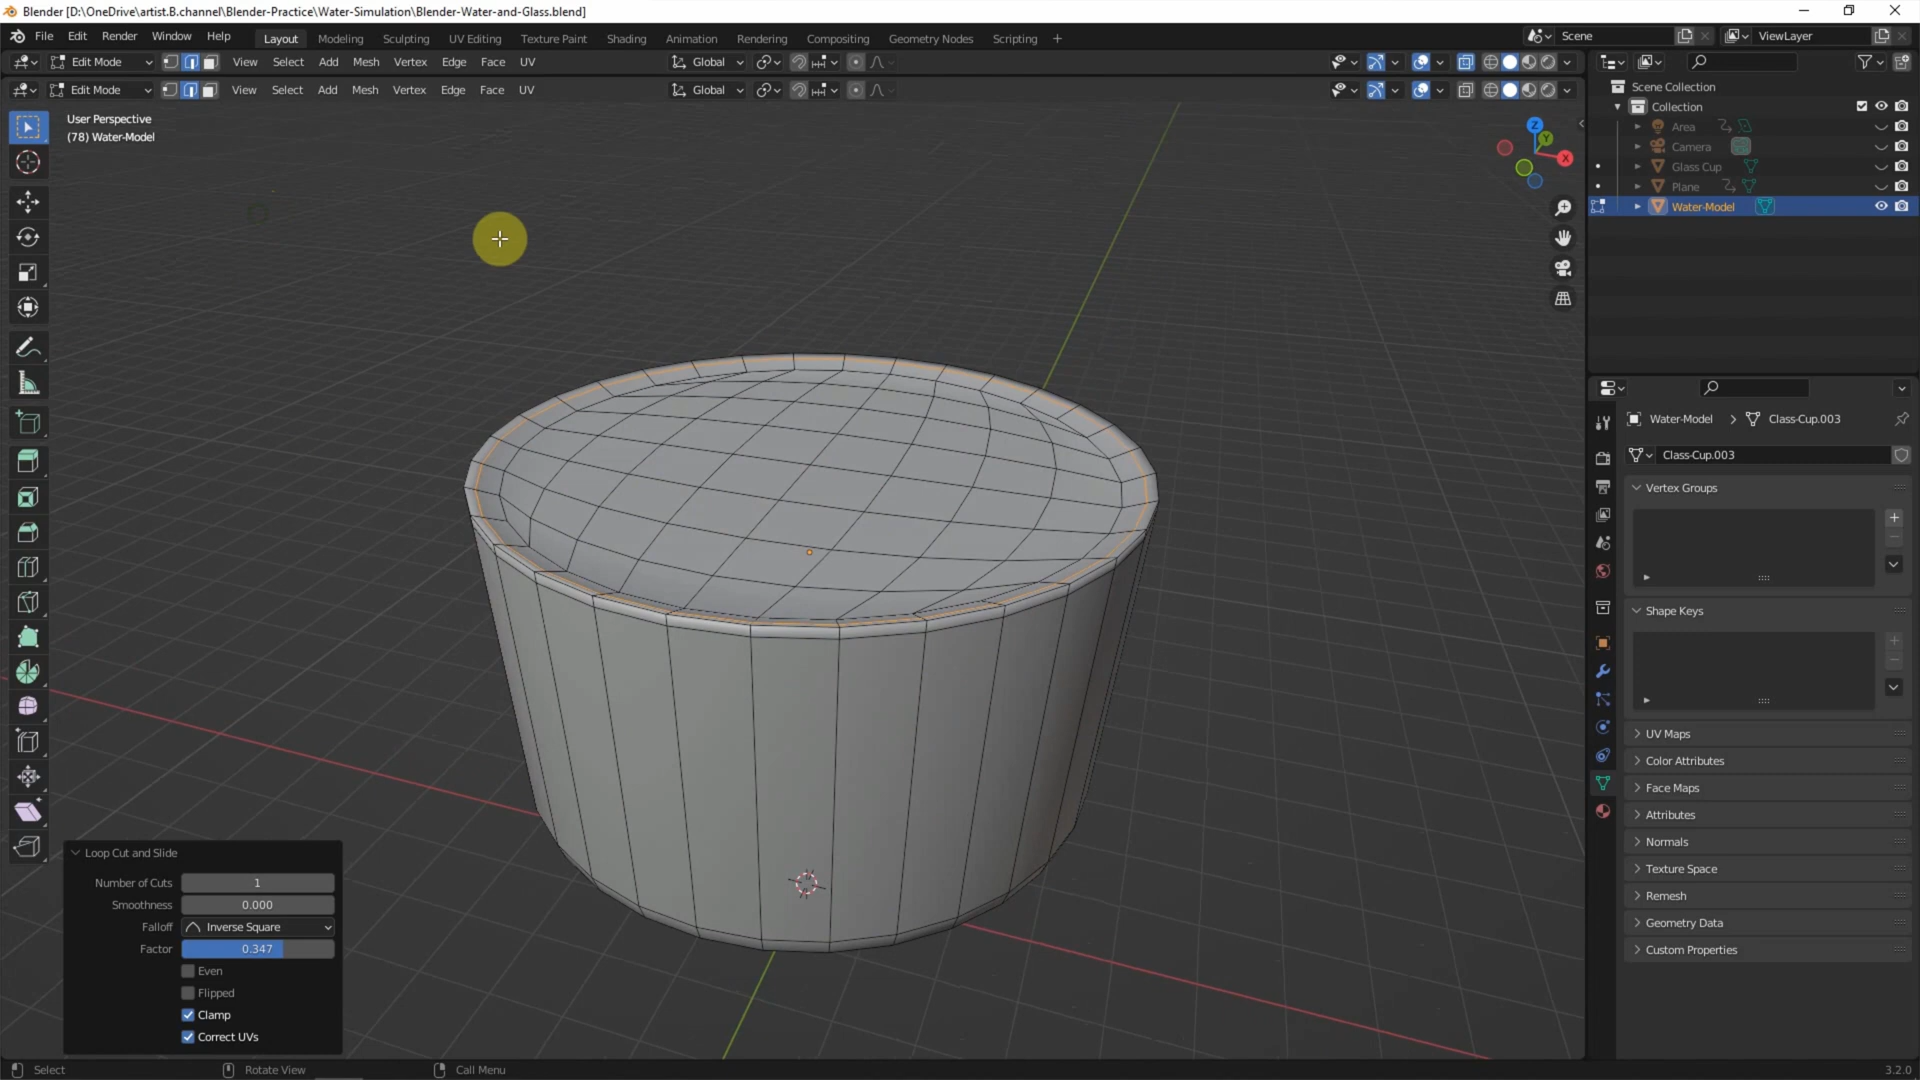 Blender [D:\OneDrive\artist.B.channel\Blender-Practice\Water-Simulation\Blender-Water-and-Glass.blend]
File Edit Render Window Help Layout Modeling Sculpting UV Editing Texture Paint Shading Animation Rendering Compositing Geometry Nodes Scripting + Scene ViewLayer
Edit Mode View Select Add Mesh Vertex Edge Face UV Global
Edit Mode View Select Add Mesh Vertex Edge Face UV Global
User Perspective
(78) Water-Model
Z
Y
X
Scene Collection
Collection
Area
Camera
Glass Cup
Plane
Water-Model
Water-Model > Class-Cup.003
Class-Cup.003
Vertex Groups
Shape Keys
UV Maps
Color Attributes
Face Maps
Attributes
Normals
Texture Space
Remesh
Geometry Data
Custom Properties
Loop Cut and Slide
Number of Cuts 1
Smoothness 0.000
Falloff Inverse Square
Factor 0.347
Even
Flipped
Clamp
Correct UVs
Select Rotate View Call Menu 3.2.0